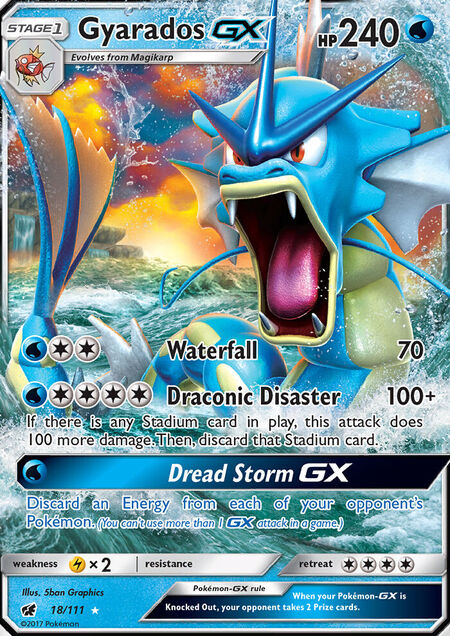 STAGE1
Gyarados GX
HP240
Evolves from Magikarp
Waterfall 70
Draconic Disaster 100+
If there is any Stadium card in play, this attack does
100 more damage. Then, discard that Stadium card.
Dread Storm GX
Discard an Energy from each of your opponent's
Pokémon. (You can't use more than 1 GX attack in a game.)
weakness ×2 resistance retreat
Illus. 5ban Graphics
18/111
©2017 Pokémon
Pokémon-GX rule
When your Pokémon-GX is
Knocked Out, your opponent takes 2 Prize cards.